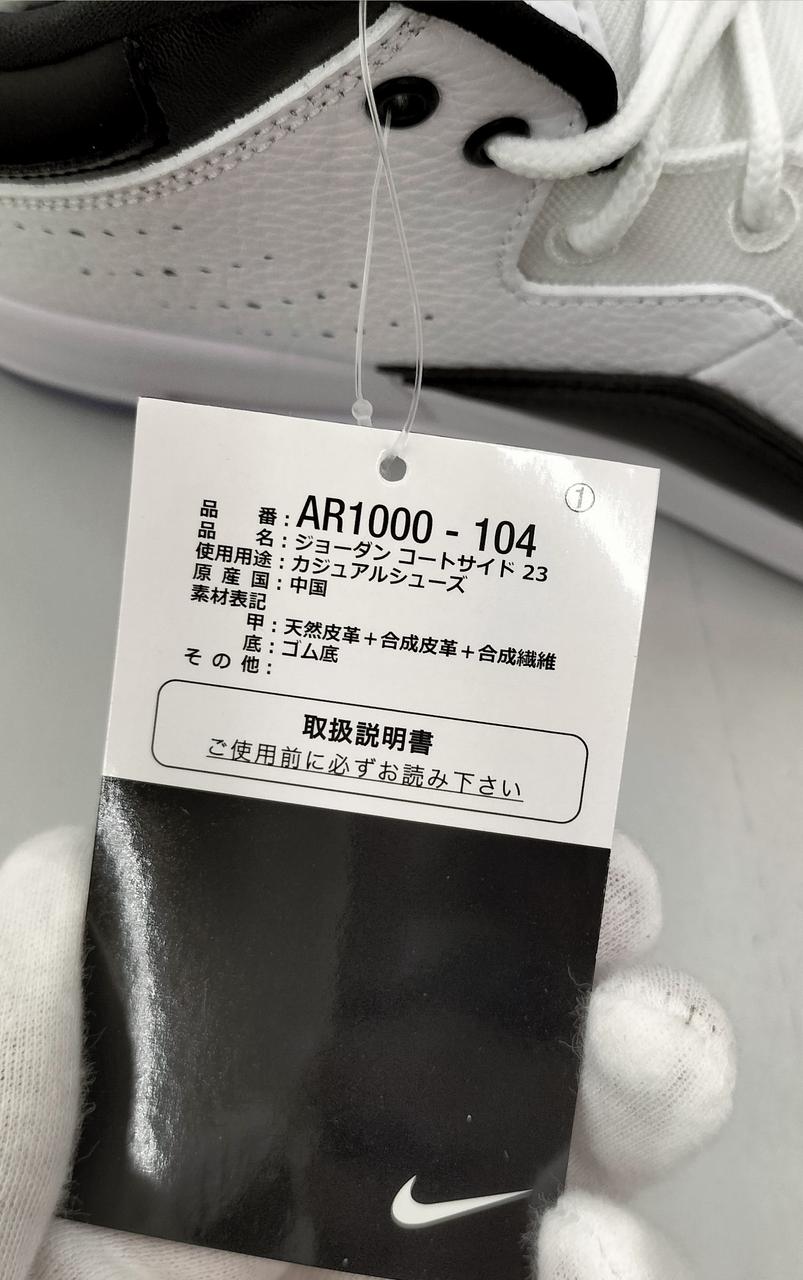 ①
品番：AR1000 - 104
品名：ジョーダン コートサイド 23
使用用途：カジュアルシューズ
原産国：中国
素材表記
甲：天然皮革＋合成皮革＋合成繊維
底：ゴム底
その他：
取扱説明書
ご使用前に必ずお読み下さい